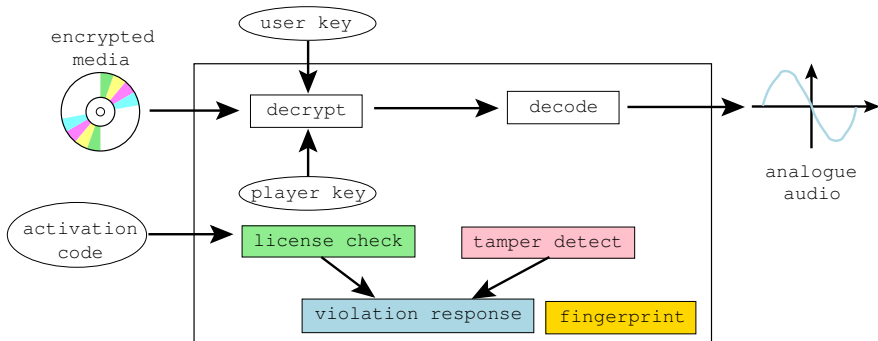 user key
encrypted
media
decrypt
decode
player key
analogue
audio
activation
code
license check
tamper detect
violation response
fingerprint